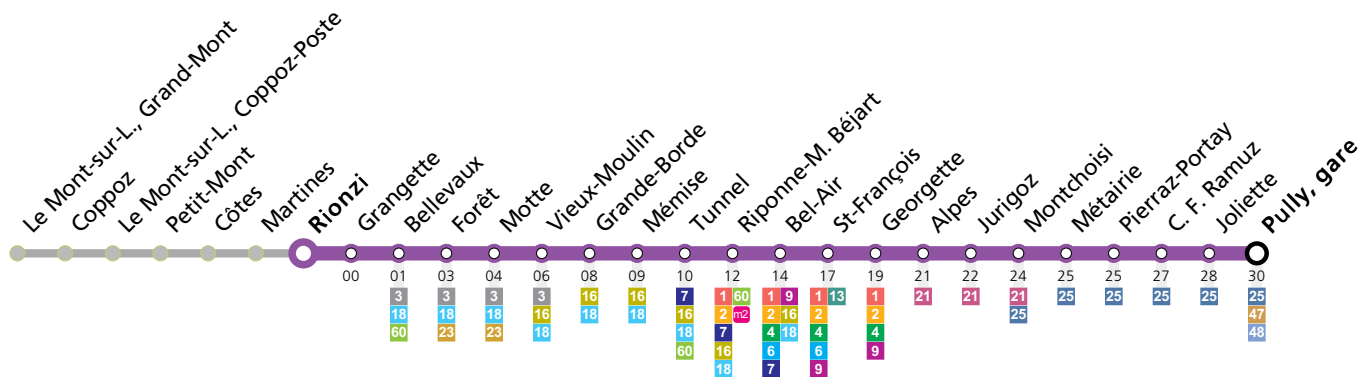 Le Mont-sur-L., Grand-Mont
Coppoz
Le Mont-sur-L., Coppoz-Poste
Petit-Mont
Côtes
Martines
Rionzi
Grangette
Bellevaux
Forêt
Motte
Vieux-Moulin
Grande-Borde
Mémise
Tunnel
Riponne-M. Béjart
Bel-Air
St-François
Georgette
Alpes
Jurigoz
Montchoisi
Métairie
Pierraz-Portay
C. F. Ramuz
Joliette
Pully, gare
00 01 03 04 06 08 09 10 12 14 17 19 21 22 24 25 25 27 28 30
3 3 3 3 16 16 7 1 60 1 9 1 13 1 21 21 21 25 25 25 25 25
18 18 18 16 18 18 16 2 m2 2 16 2 2 25 47
60 23 23 18 18 7 4 18 4 4 48
60 16 6 6 9
18 7 9